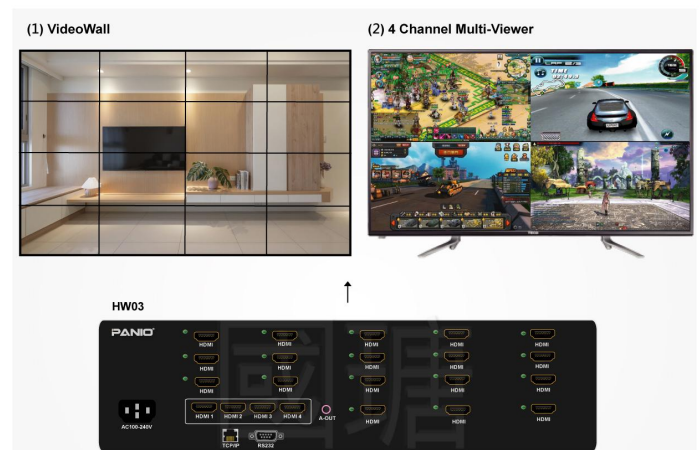 (1) VideoWall
(2) 4 Channel Multi-Viewer
HW03
PANIO
HDMI HDMI HDMI HDMI HDMI
HDMI HDMI HDMI HDMI HDMI
HDMI HDMI HDMI HDMI HDMI
HDMI 1 HDMI 2 HDMI 3 HDMI 4 A-OUT HDMI HDMI HDMI
AC100-240V
TCP/IP RS232
國